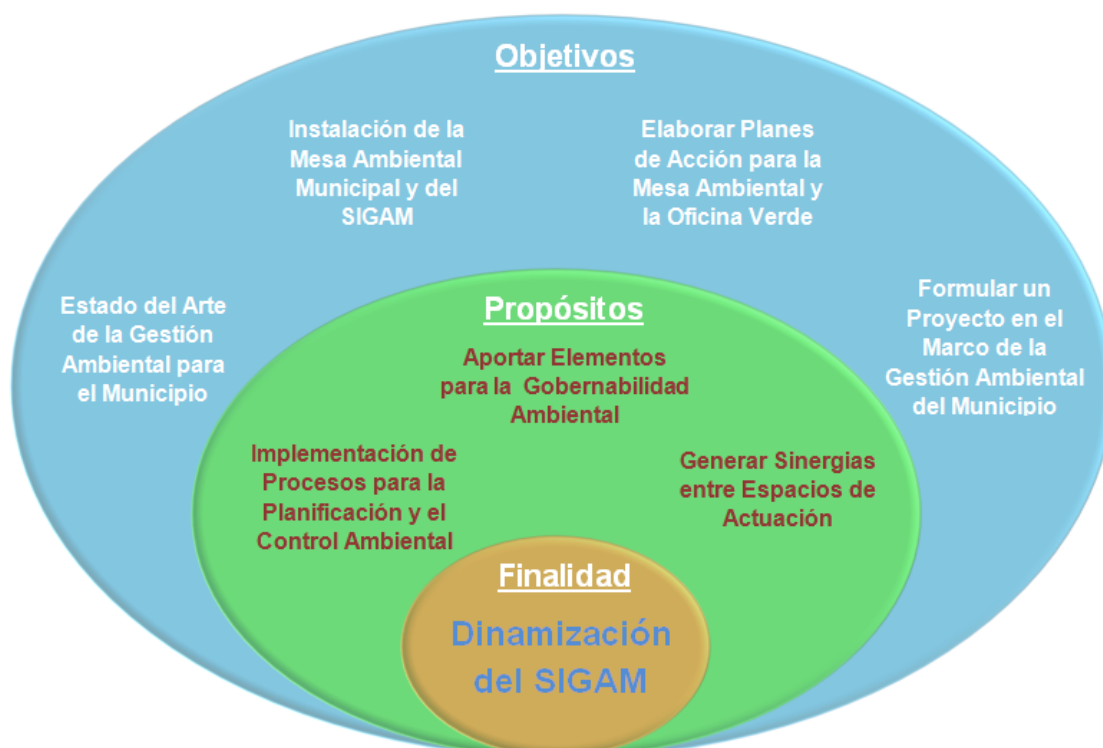 Objetivos
Instalación de la
Mesa Ambiental
Municipal y del
SIGAM
Elaborar Planes
de Acción para la
Mesa Ambiental y
la Oficina Verde
Estado del Arte
de la Gestión
Ambiental para
el Municipio
Formular un
Proyecto en el
Marco de la
Gestión Ambiental
del Municipio
Propósitos
Aportar Elementos
para la Gobernabilidad
Ambiental
Implementación de
Procesos para la
Planificación y el
Control Ambiental
Generar Sinergias
entre Espacios de
Actuación
Finalidad
Dinamización
del SIGAM